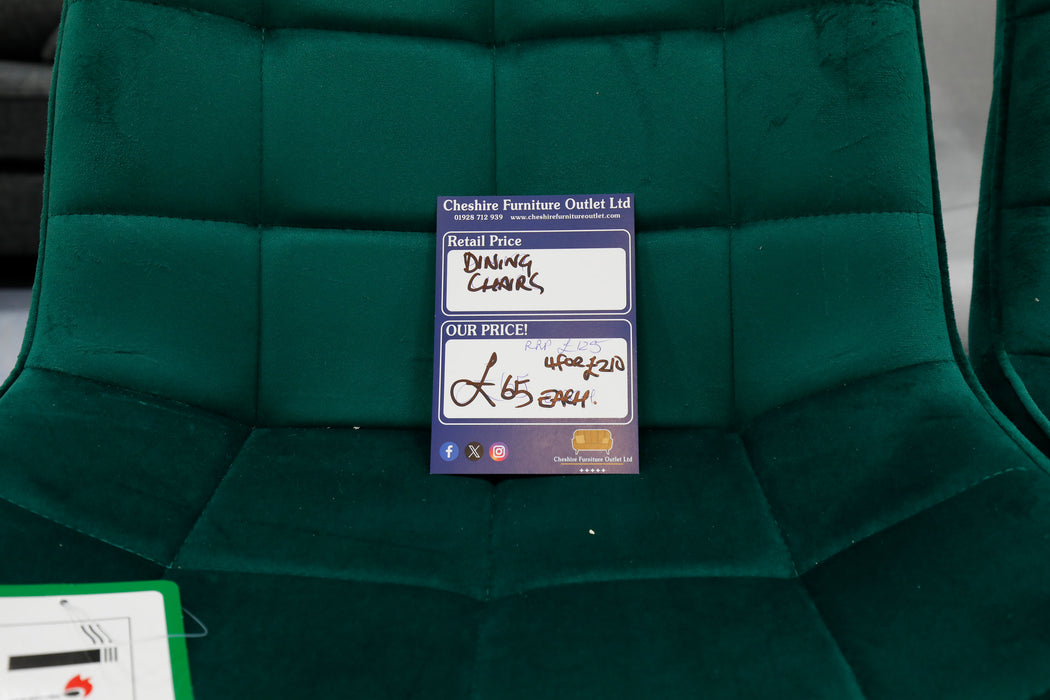 Cheshire Furniture Outlet Ltd
01928 712 939 www.cheshirefurnitureoutlet.com
Retail Price
DINING
CHAIRS
OUR PRICE!
RRP £125
4 FOR £210
£65 EACH.
Cheshire Furniture Outlet Ltd